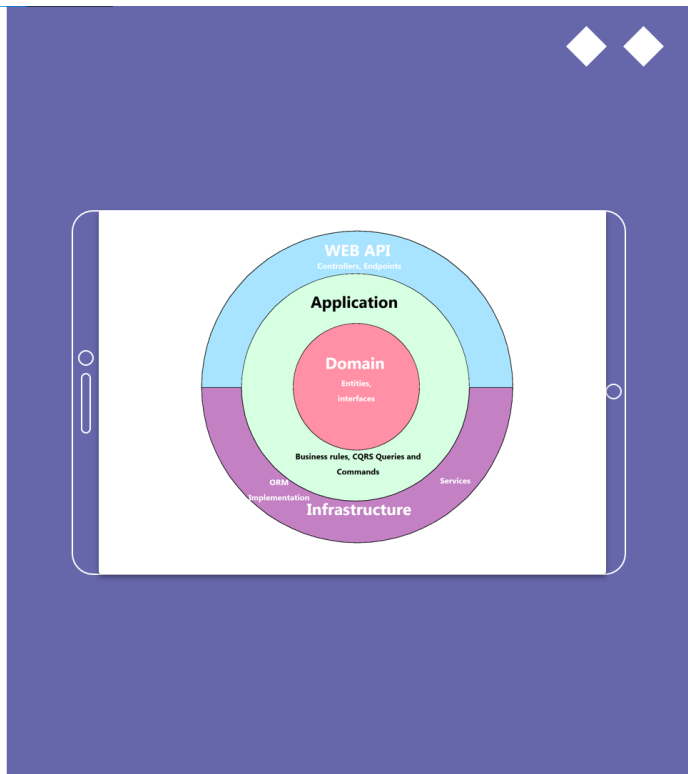 WEB API
Controllers, Endpoints
Application
Domain
Entities,
interfaces
Business rules, CQRS Queries and
Commands
ORM
Implementation
Services
Infrastructure